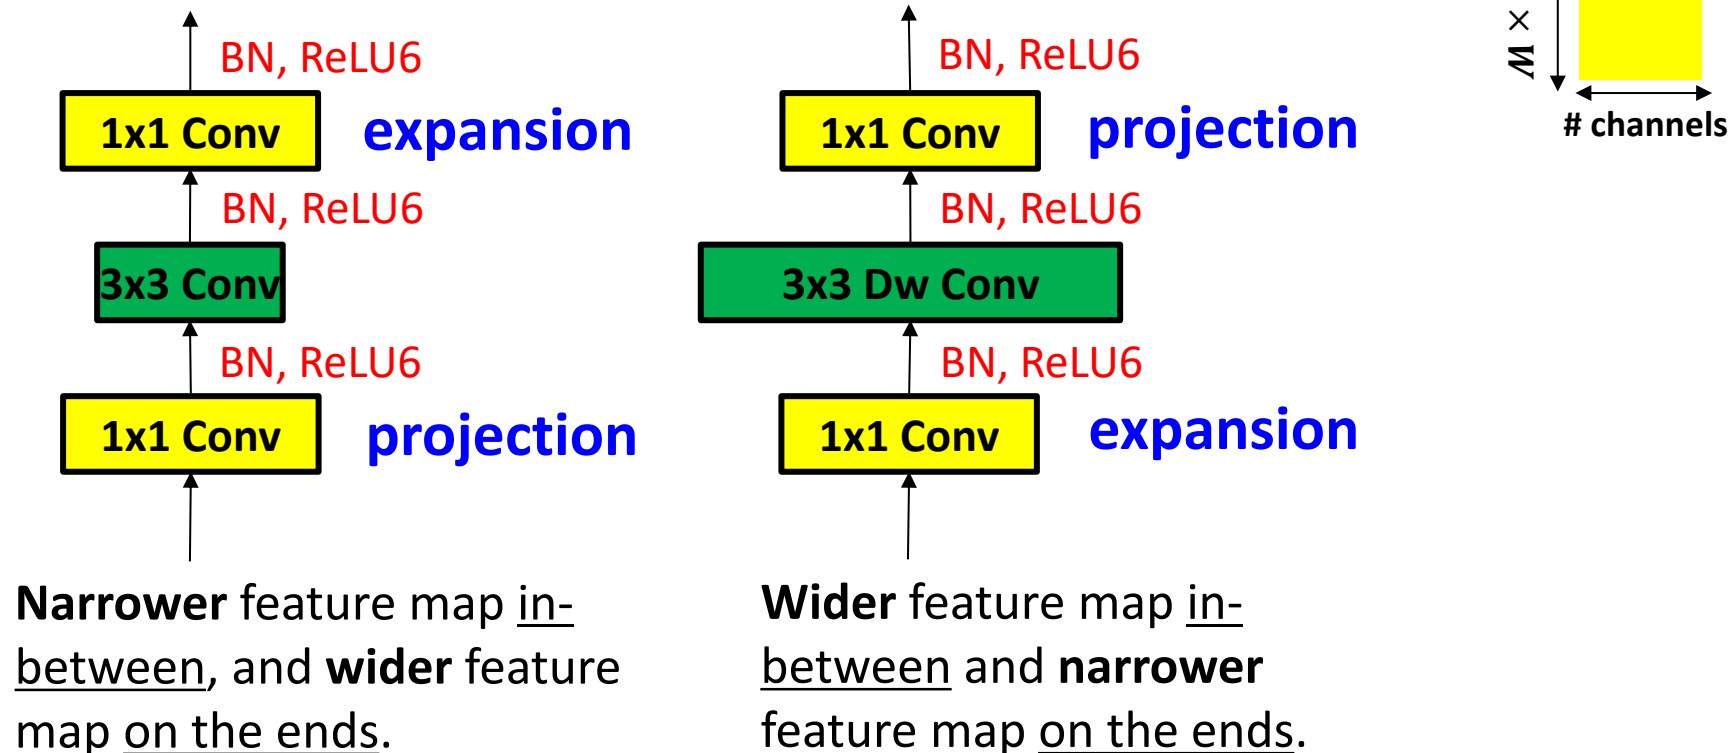 BN, ReLU6
1x1 Conv
expansion
BN, ReLU6
3x3 Conv
BN, ReLU6
1x1 Conv
projection
Narrower feature map in-
between, and wider feature
map on the ends.
BN, ReLU6
1x1 Conv
projection
BN, ReLU6
3x3 Dw Conv
BN, ReLU6
1x1 Conv
expansion
Wider feature map in-
between and narrower
feature map on the ends.
× W
# channels